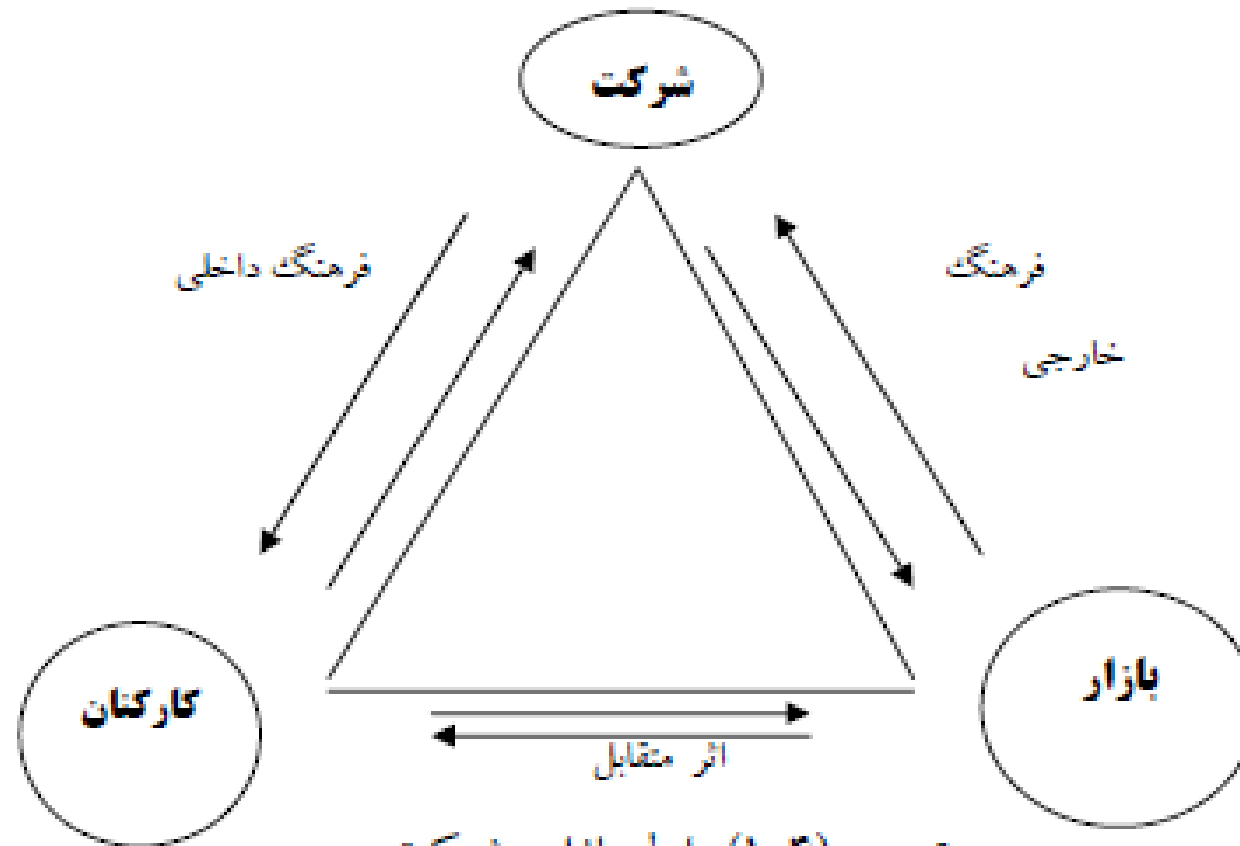 شرکت
فرهنگ داخلی
فرهنگ
خارجی
کارکنان
بازار
اثر متقابل